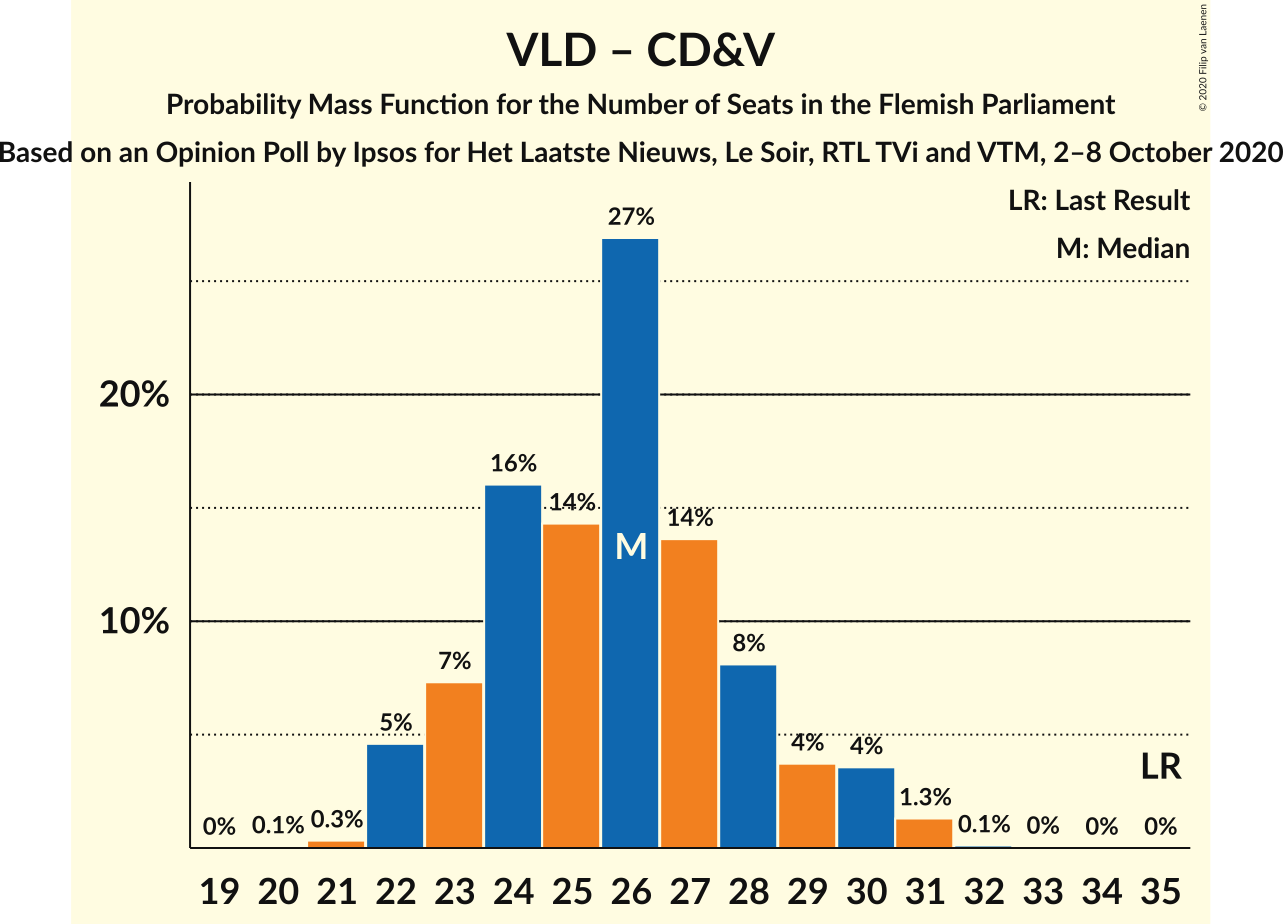 VLD – CD&V
Probability Mass Function for the Number of Seats in the Flemish Parliament
Based on an Opinion Poll by Ipsos for Het Laatste Nieuws, Le Soir, RTL TVi and VTM, 2–8 October 2020
© 2020 Filip van Laenen
LR: Last Result
M: Median
27%
20%
16%
14%
14%
M
10%
8%
7%
5%
4%
4%
LR
1.3%
0%
0.1%
0.3%
0.1%
0%
0%
0%
19 20 21 22 23 24 25 26 27 28 29 30 31 32 33 34 35